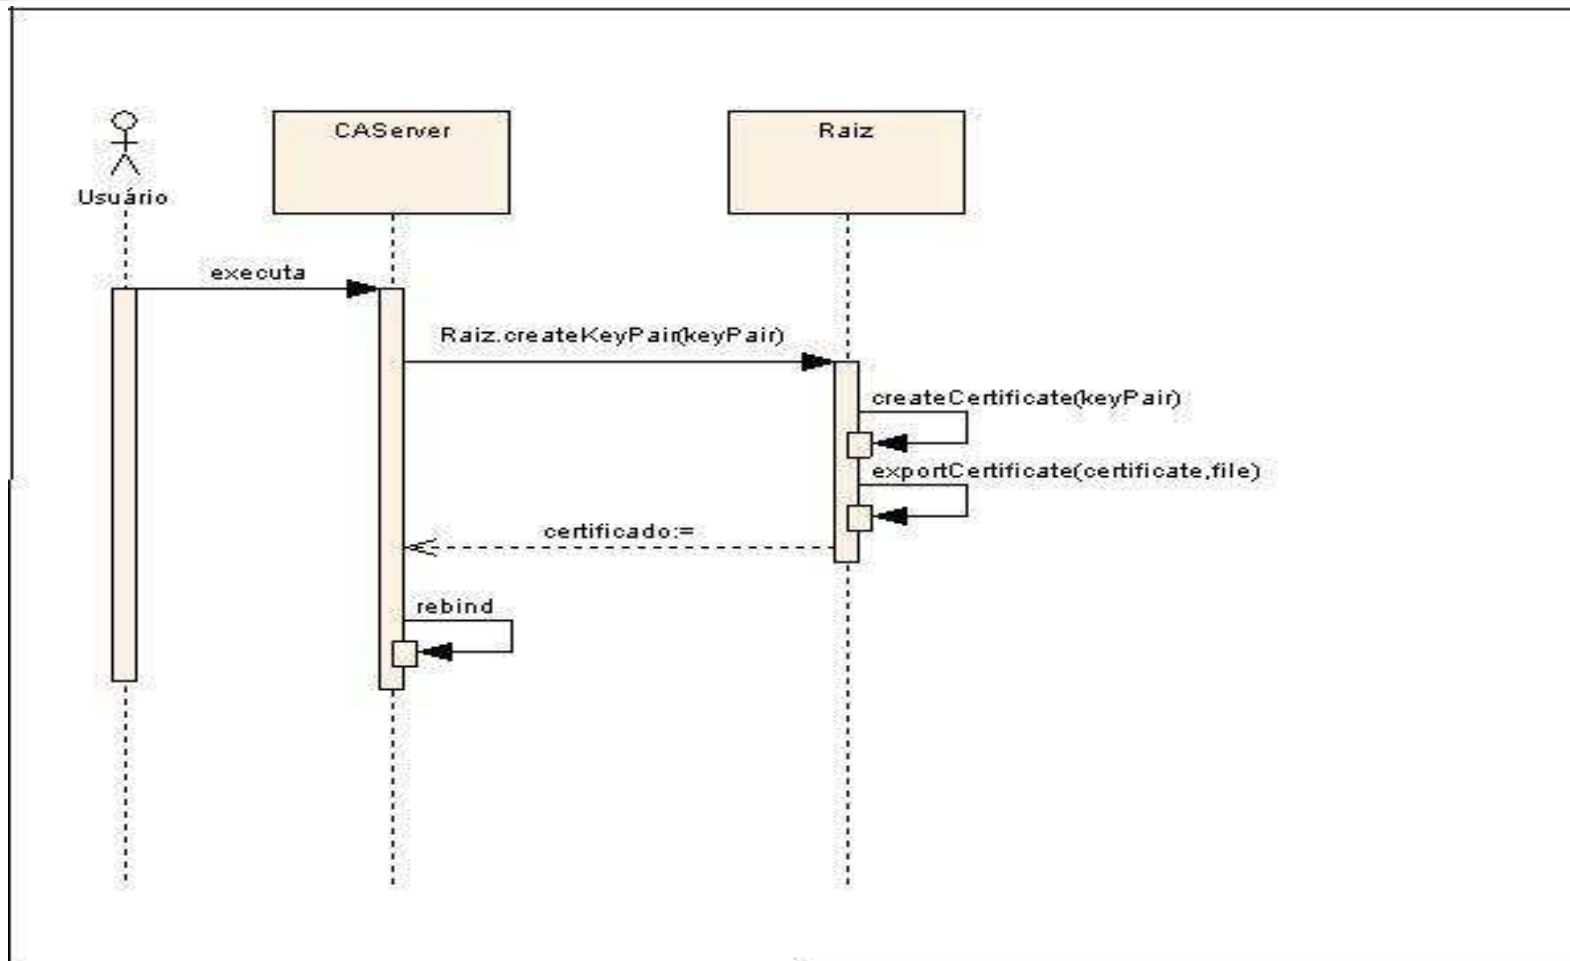 CAServer
Raiz
Usuário
executa
Raiz.createKeyPair(keyPair)
createCertificate(keyPair)
exportCertificate(certificate,file)
certificado:=
rebind